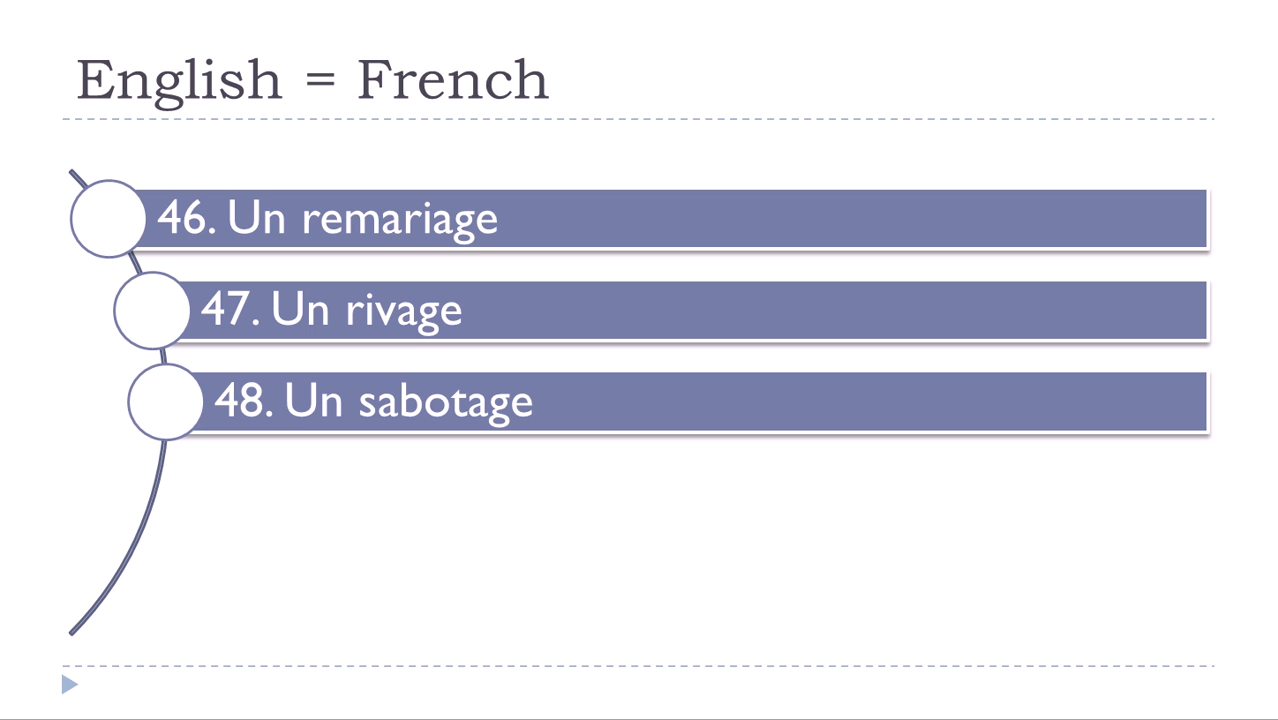 English = French
46. Un remariage
47. Un rivage
48. Un sabotage